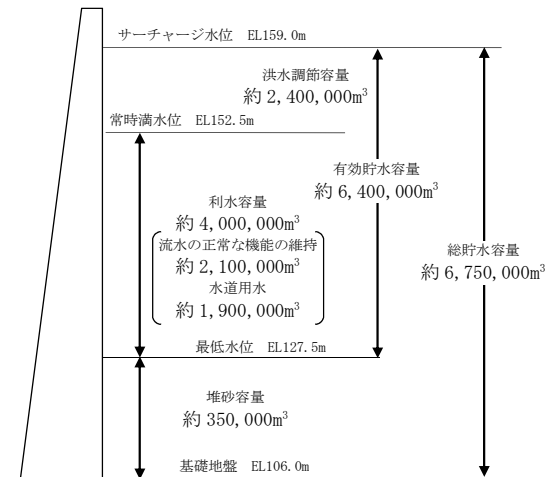 サーチャージ水位 EL159.0m
洪水調節容量
約 2,400,000m³
常時満水位 EL152.5m
有効貯水容量
約 6,400,000m³
利水容量
約 4,000,000m³
流水の正常な機能の維持
約 2,100,000m³
水道用水
約 1,900,000m³
総貯水容量
約 6,750,000m³
最低水位 EL127.5m
堆砂容量
約 350,000m³
基礎地盤 EL106.0m